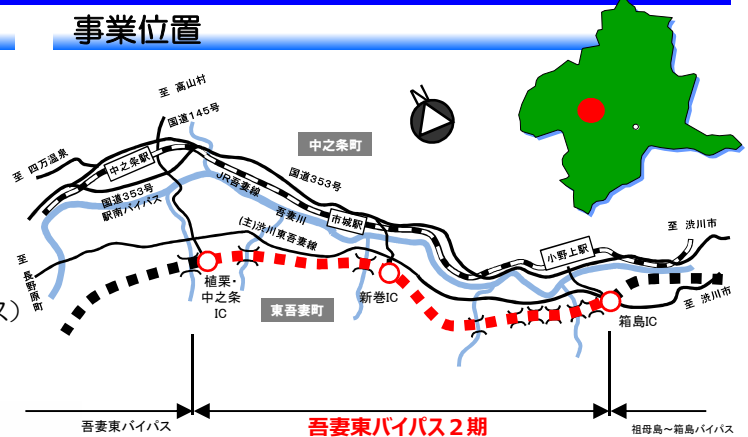 事業位置
至 高山村
国道145号
中之条町
至 四万温泉
中之条駅
国道353号
JR吾妻線
国道353号
駅南バイパス
吾妻川
市城駅
(主)渋川東吾妻線
至 渋川市
小野上駅
至 長野原町
植栗・
中之条
IC
新巻IC
東吾妻町
ス)
箱島IC
至 渋川市
吾妻東バイパス
吾妻東バイパス2期
祖母島~箱島バイパス